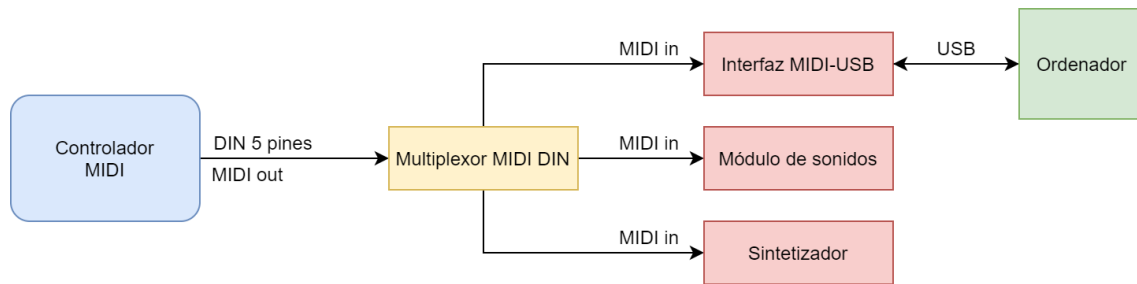 MIDI in
Interfaz MIDI-USB
USB
Ordenador
Controlador
MIDI
DIN 5 pines
MIDI out
Multiplexor MIDI DIN
MIDI in
Módulo de sonidos
MIDI in
Sintetizador